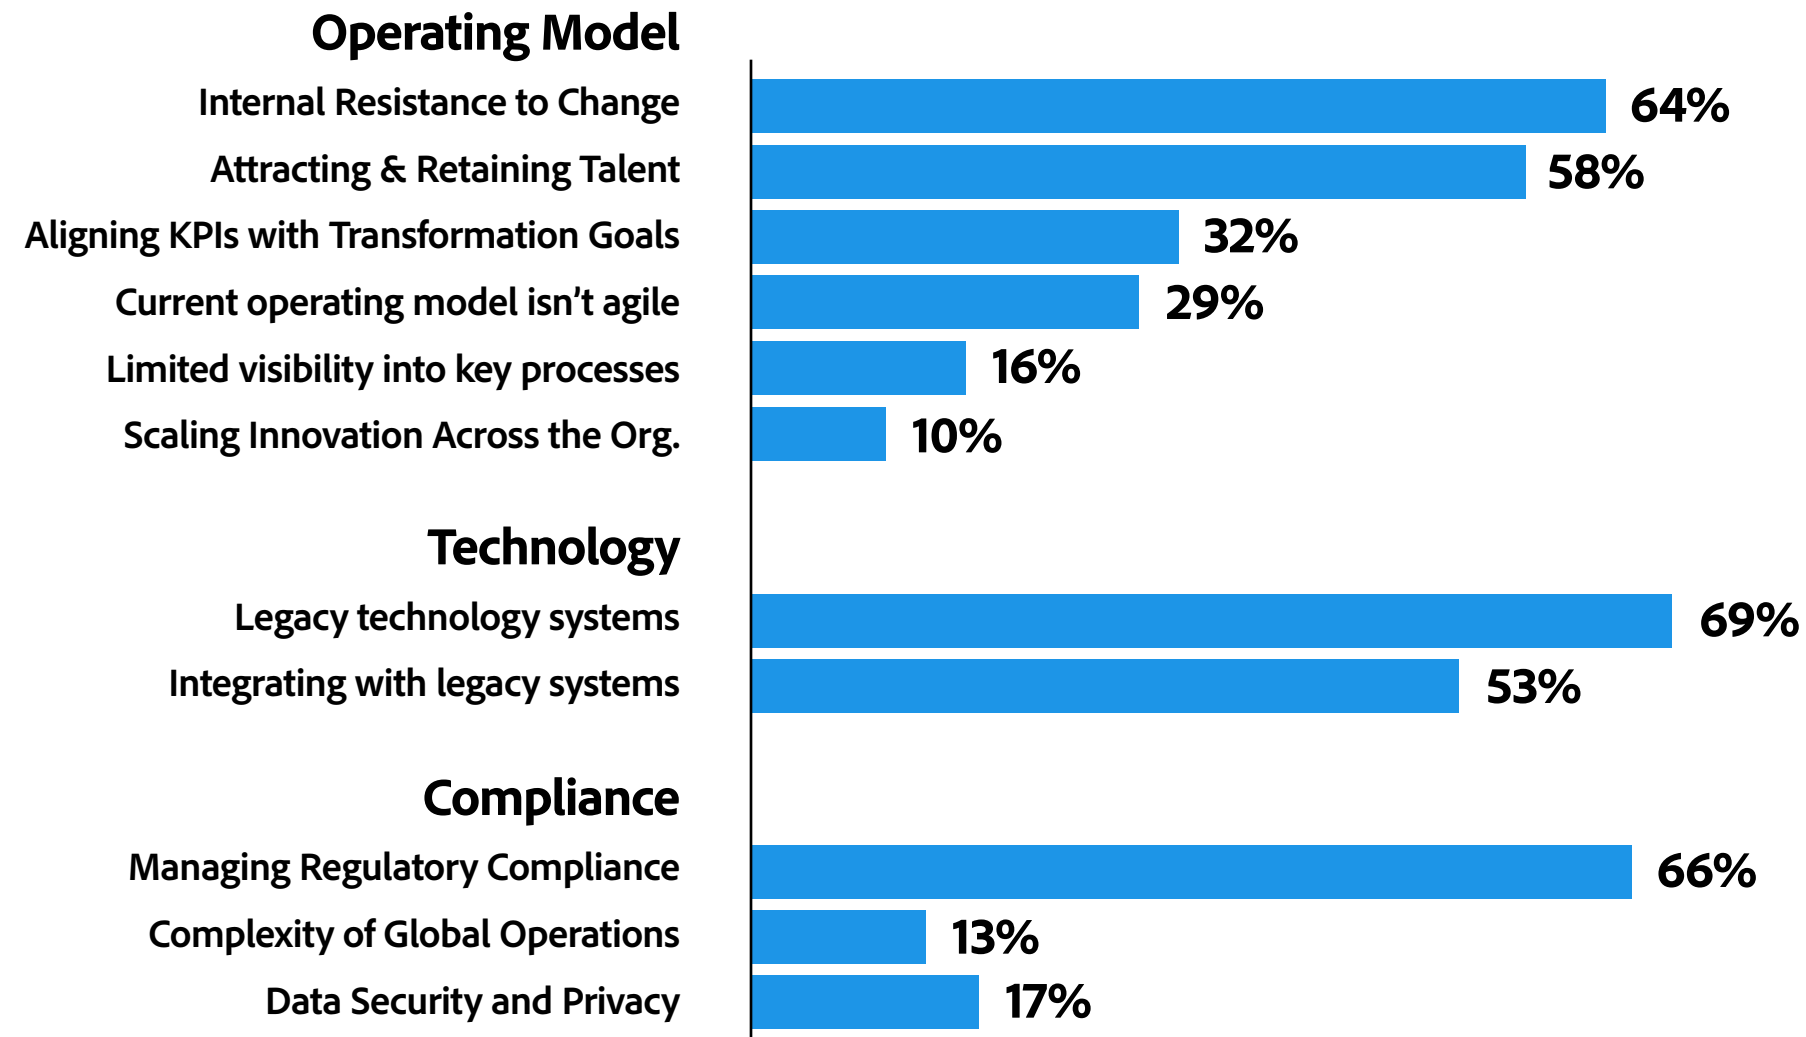 Operating Model
Internal Resistance to Change 64%
Attracting & Retaining Talent 58%
Aligning KPIs with Transformation Goals 32%
Current operating model isn’t agile 29%
Limited visibility into key processes 16%
Scaling Innovation Across the Org. 10%
Technology
Legacy technology systems 69%
Integrating with legacy systems 53%
Compliance
Managing Regulatory Compliance 66%
Complexity of Global Operations 13%
Data Security and Privacy 17%